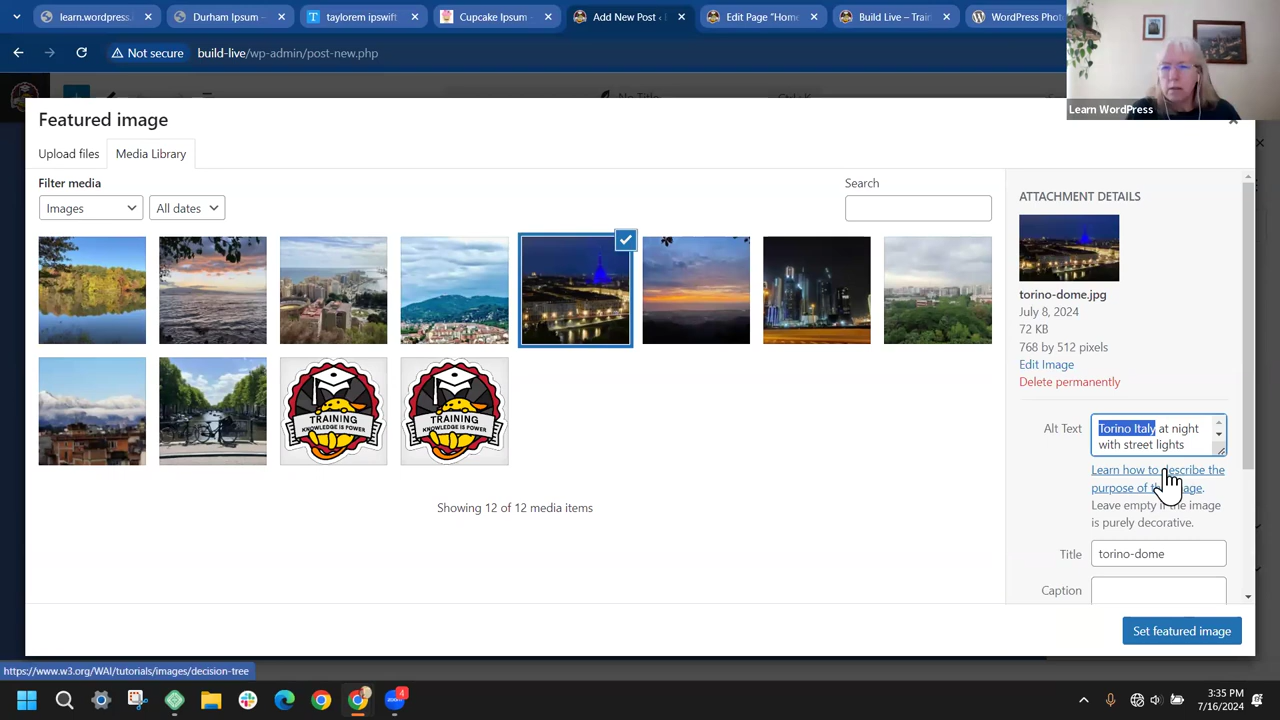 learn.wordpress.
Durham Ipsum –
taylorem ipswift
Cupcake Ipsum -
Add New Post ‹
Edit Page "Home
Build Live – Train
WordPress Phot
Not secure
build-live/wp-admin/post-new.php
No Title
Ctrl+K
Learn WordPress
Featured image
Upload files
Media Library
Filter media
Images
All dates
Search
TRAINING
KNOWLEDGE IS POWER
TRAINING
KNOWLEDGE IS POWER
Showing 12 of 12 media items
ATTACHMENT DETAILS
torino-dome.jpg
July 8, 2024
72 KB
768 by 512 pixels
Edit Image
Delete permanently
Alt Text
Torino Italy at night
with street lights
Learn how to describe the
purpose of the image.
Leave empty if the image
is purely decorative.
Title
torino-dome
Caption
Set featured image
https://www.w3.org/WAI/tutorials/images/decision-tree
zoom
4
3:35 PM
7/16/2024